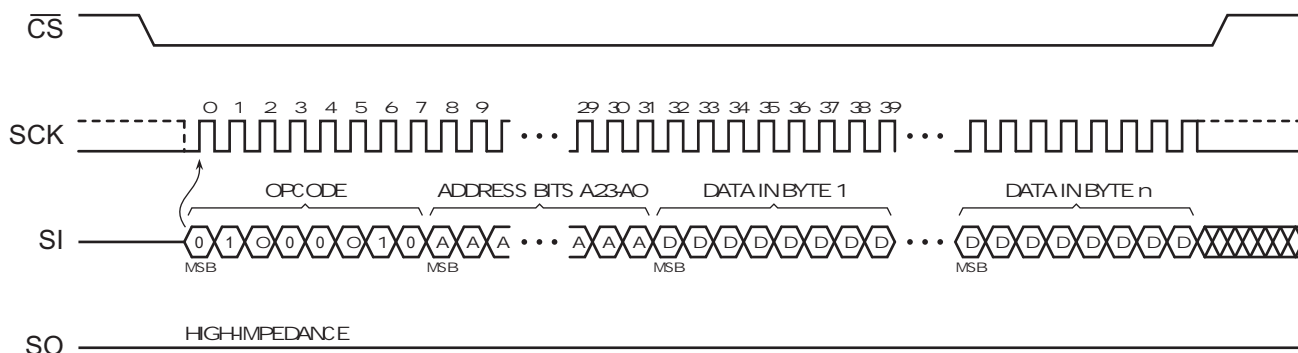 CS
0 1 2 3 4 5 6 7 8 9 29 30 31 32 33 34 35 36 37 38 39
SCK
OPCODE ADDRESS BITS A23-A0 DATA IN BYTE 1 DATA IN BYTE n
SI 0 1 0 0 0 0 1 0 A A A A A A D D D D D D D D D D D D D D D D
MSB MSB MSB MSB
HIGH-IMPEDANCE
SO